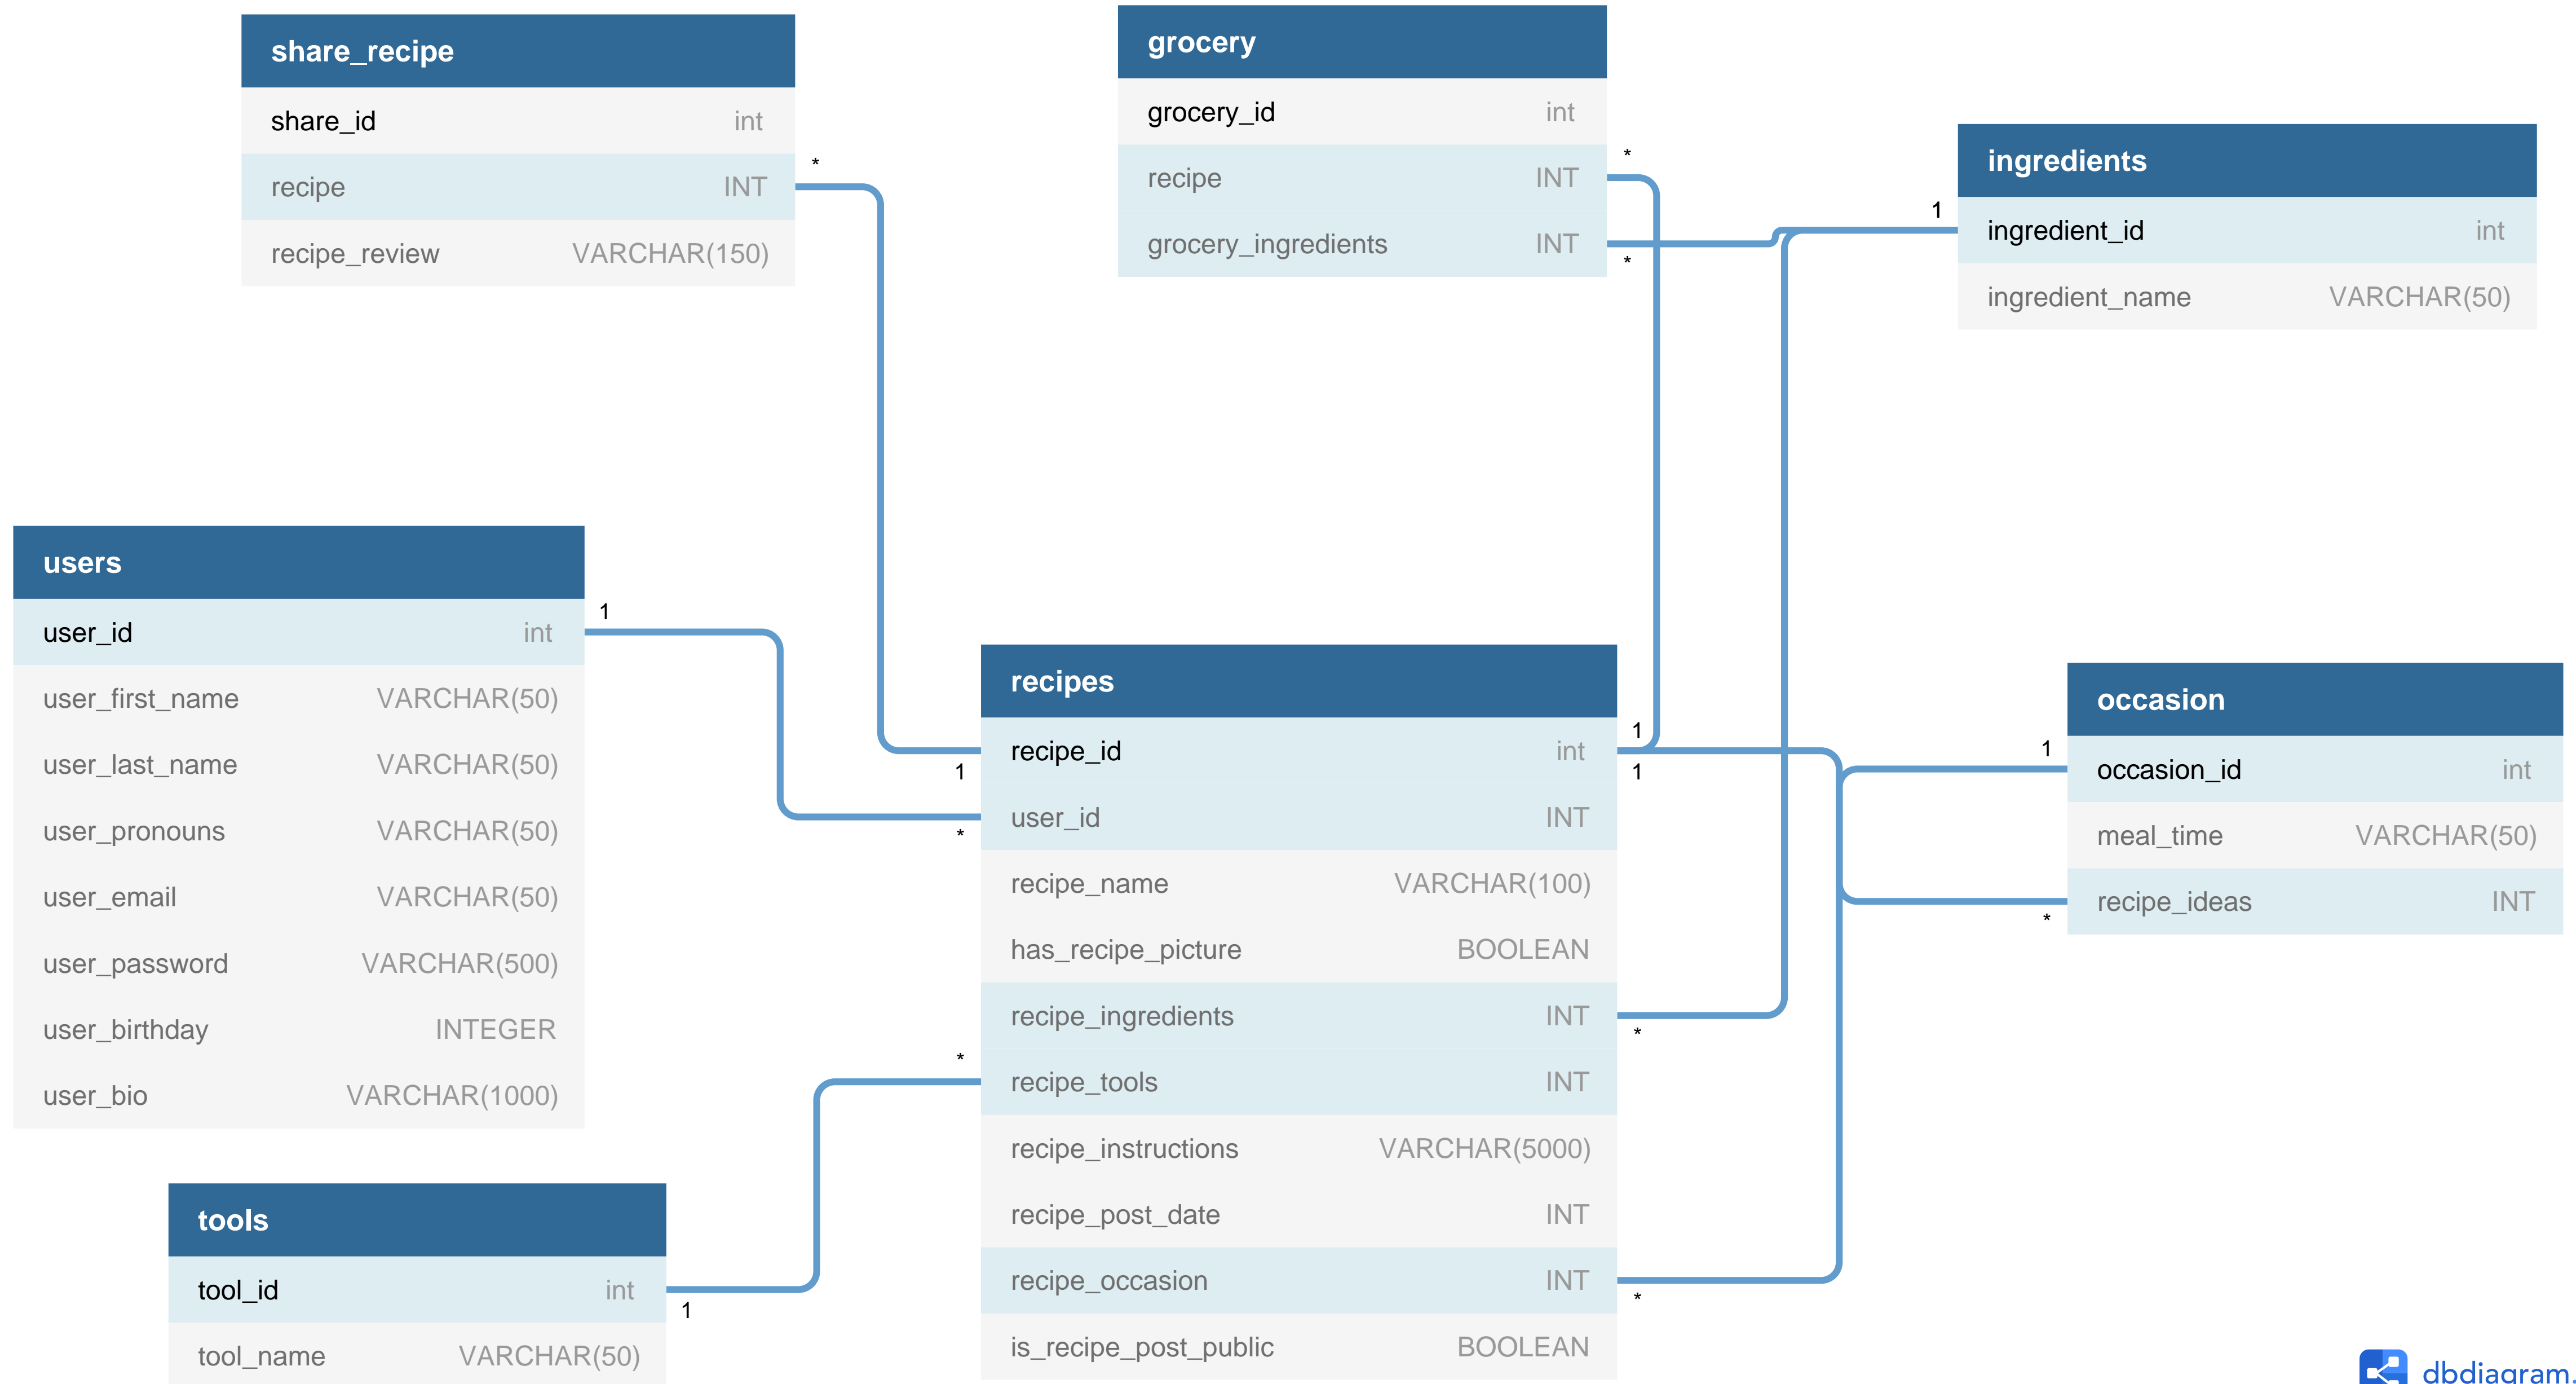 share_recipe
share_id int
recipe INT
recipe_review VARCHAR(150)
*
grocery
grocery_id int
recipe INT
grocery_ingredients INT
*
*
ingredients
ingredient_id int
ingredient_name VARCHAR(50)
1
users
user_id int
user_first_name VARCHAR(50)
user_last_name VARCHAR(50)
user_pronouns VARCHAR(50)
user_email VARCHAR(50)
user_password VARCHAR(500)
user_birthday INTEGER
user_bio VARCHAR(1000)
1
recipes
recipe_id int
user_id INT
recipe_name VARCHAR(100)
has_recipe_picture BOOLEAN
recipe_ingredients INT
recipe_tools INT
recipe_instructions VARCHAR(5000)
recipe_post_date INT
recipe_occasion INT
is_recipe_post_public BOOLEAN
1
*
*
1
1
*
*
occasion
occasion_id int
meal_time VARCHAR(50)
recipe_ideas INT
1
*
tools
tool_id int
tool_name VARCHAR(50)
1
dbdiagram.